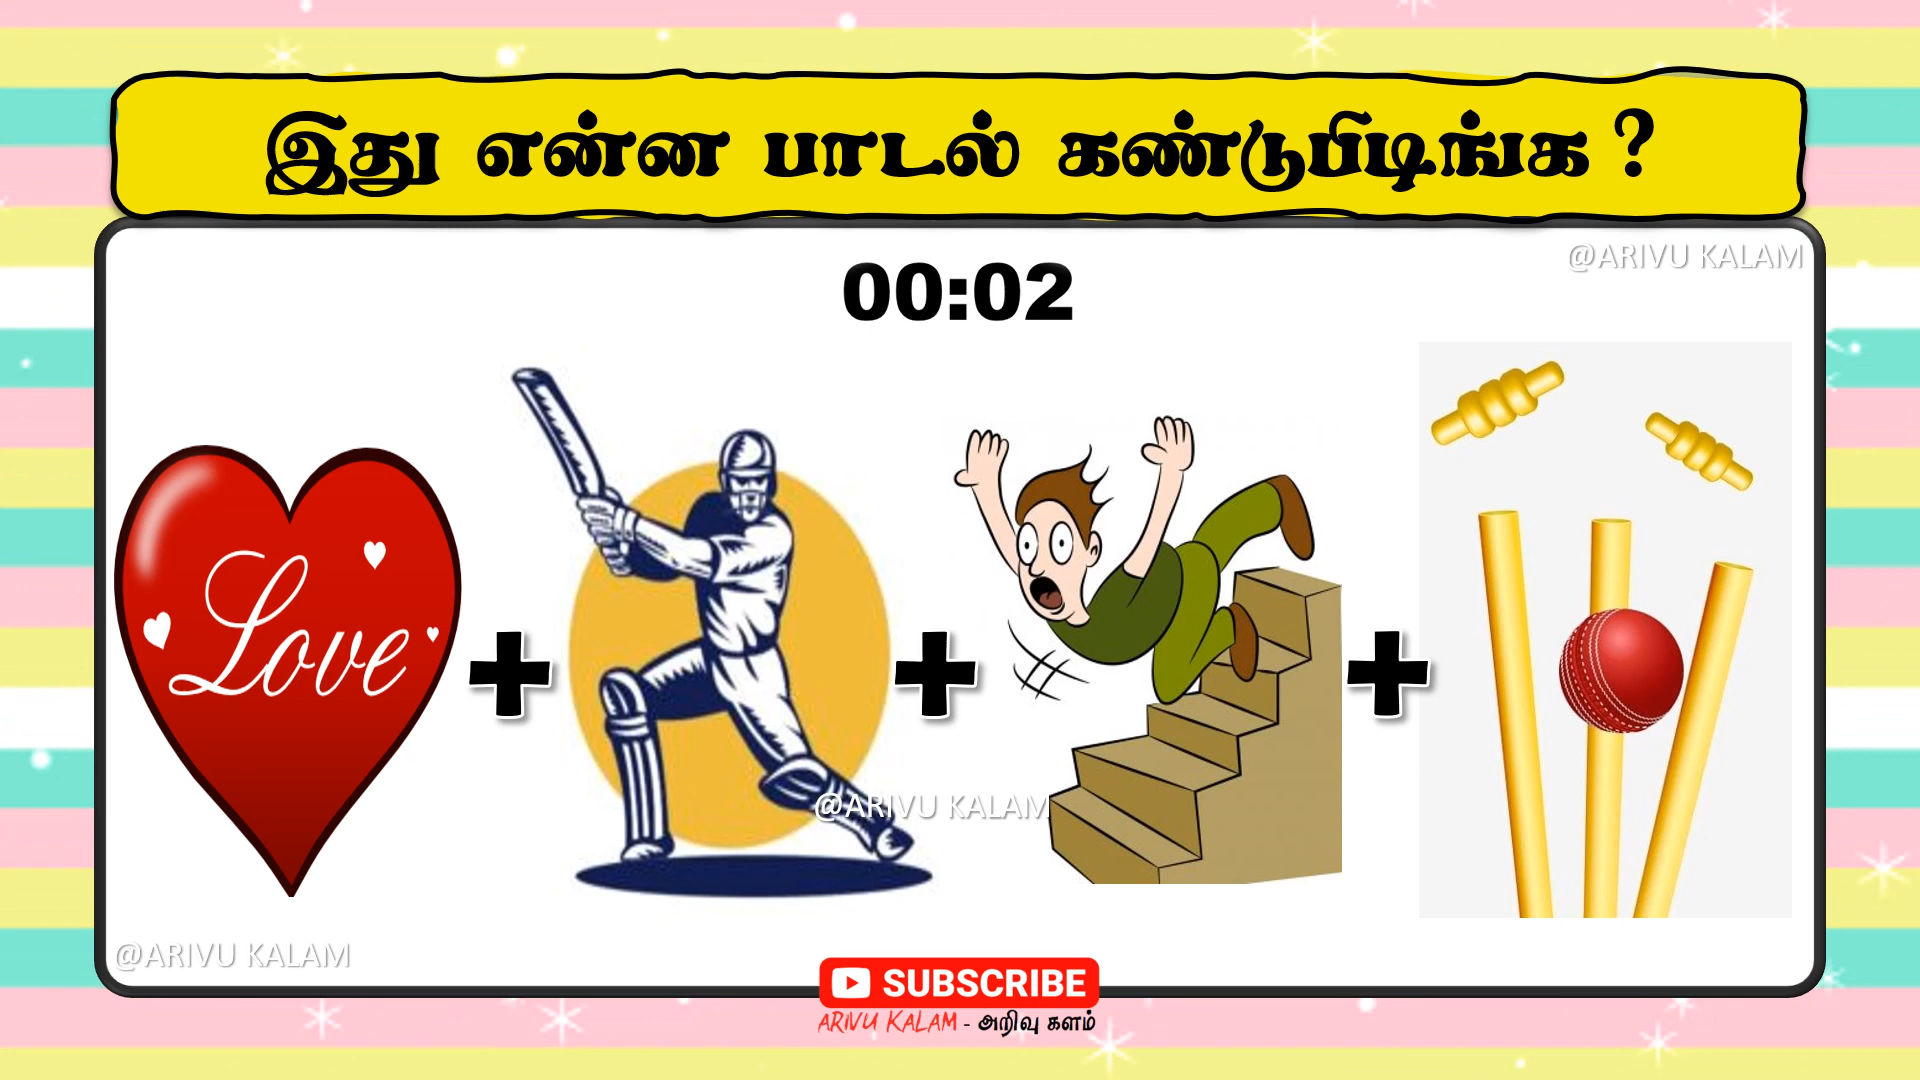 இது என்ன பாடல் கண்டுபிடிங்க ?
@ARIVU KALAM
00:02
Love
@ARIVU KALAM
@ARIVU KALAM
SUBSCRIBE
ARIVU KALAM - அறிவு களம்